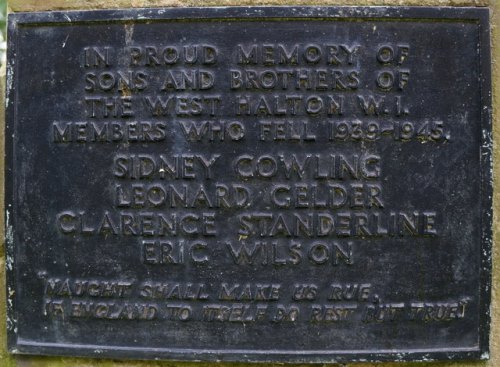 IN PROUD MEMORY OF
SONS AND BROTHERS OF
THE WEST HALTON W.I.
MEMBERS WHO FELL 1939-1945.
SIDNEY COWLING
LEONARD GELDER
CLARENCE STANDERLINE
ERIC WILSON
"NAUGHT SHALL MAKE US RUE,
IF ENGLAND TO ITSELF DO REST BUT TRUE"